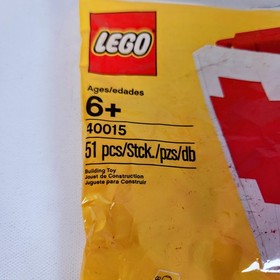 LEGO
Ages/edades
6+
40015
51 pcs/Stck./pzs/db
Building Toy
Jouet de Construction
Juguete para Construir